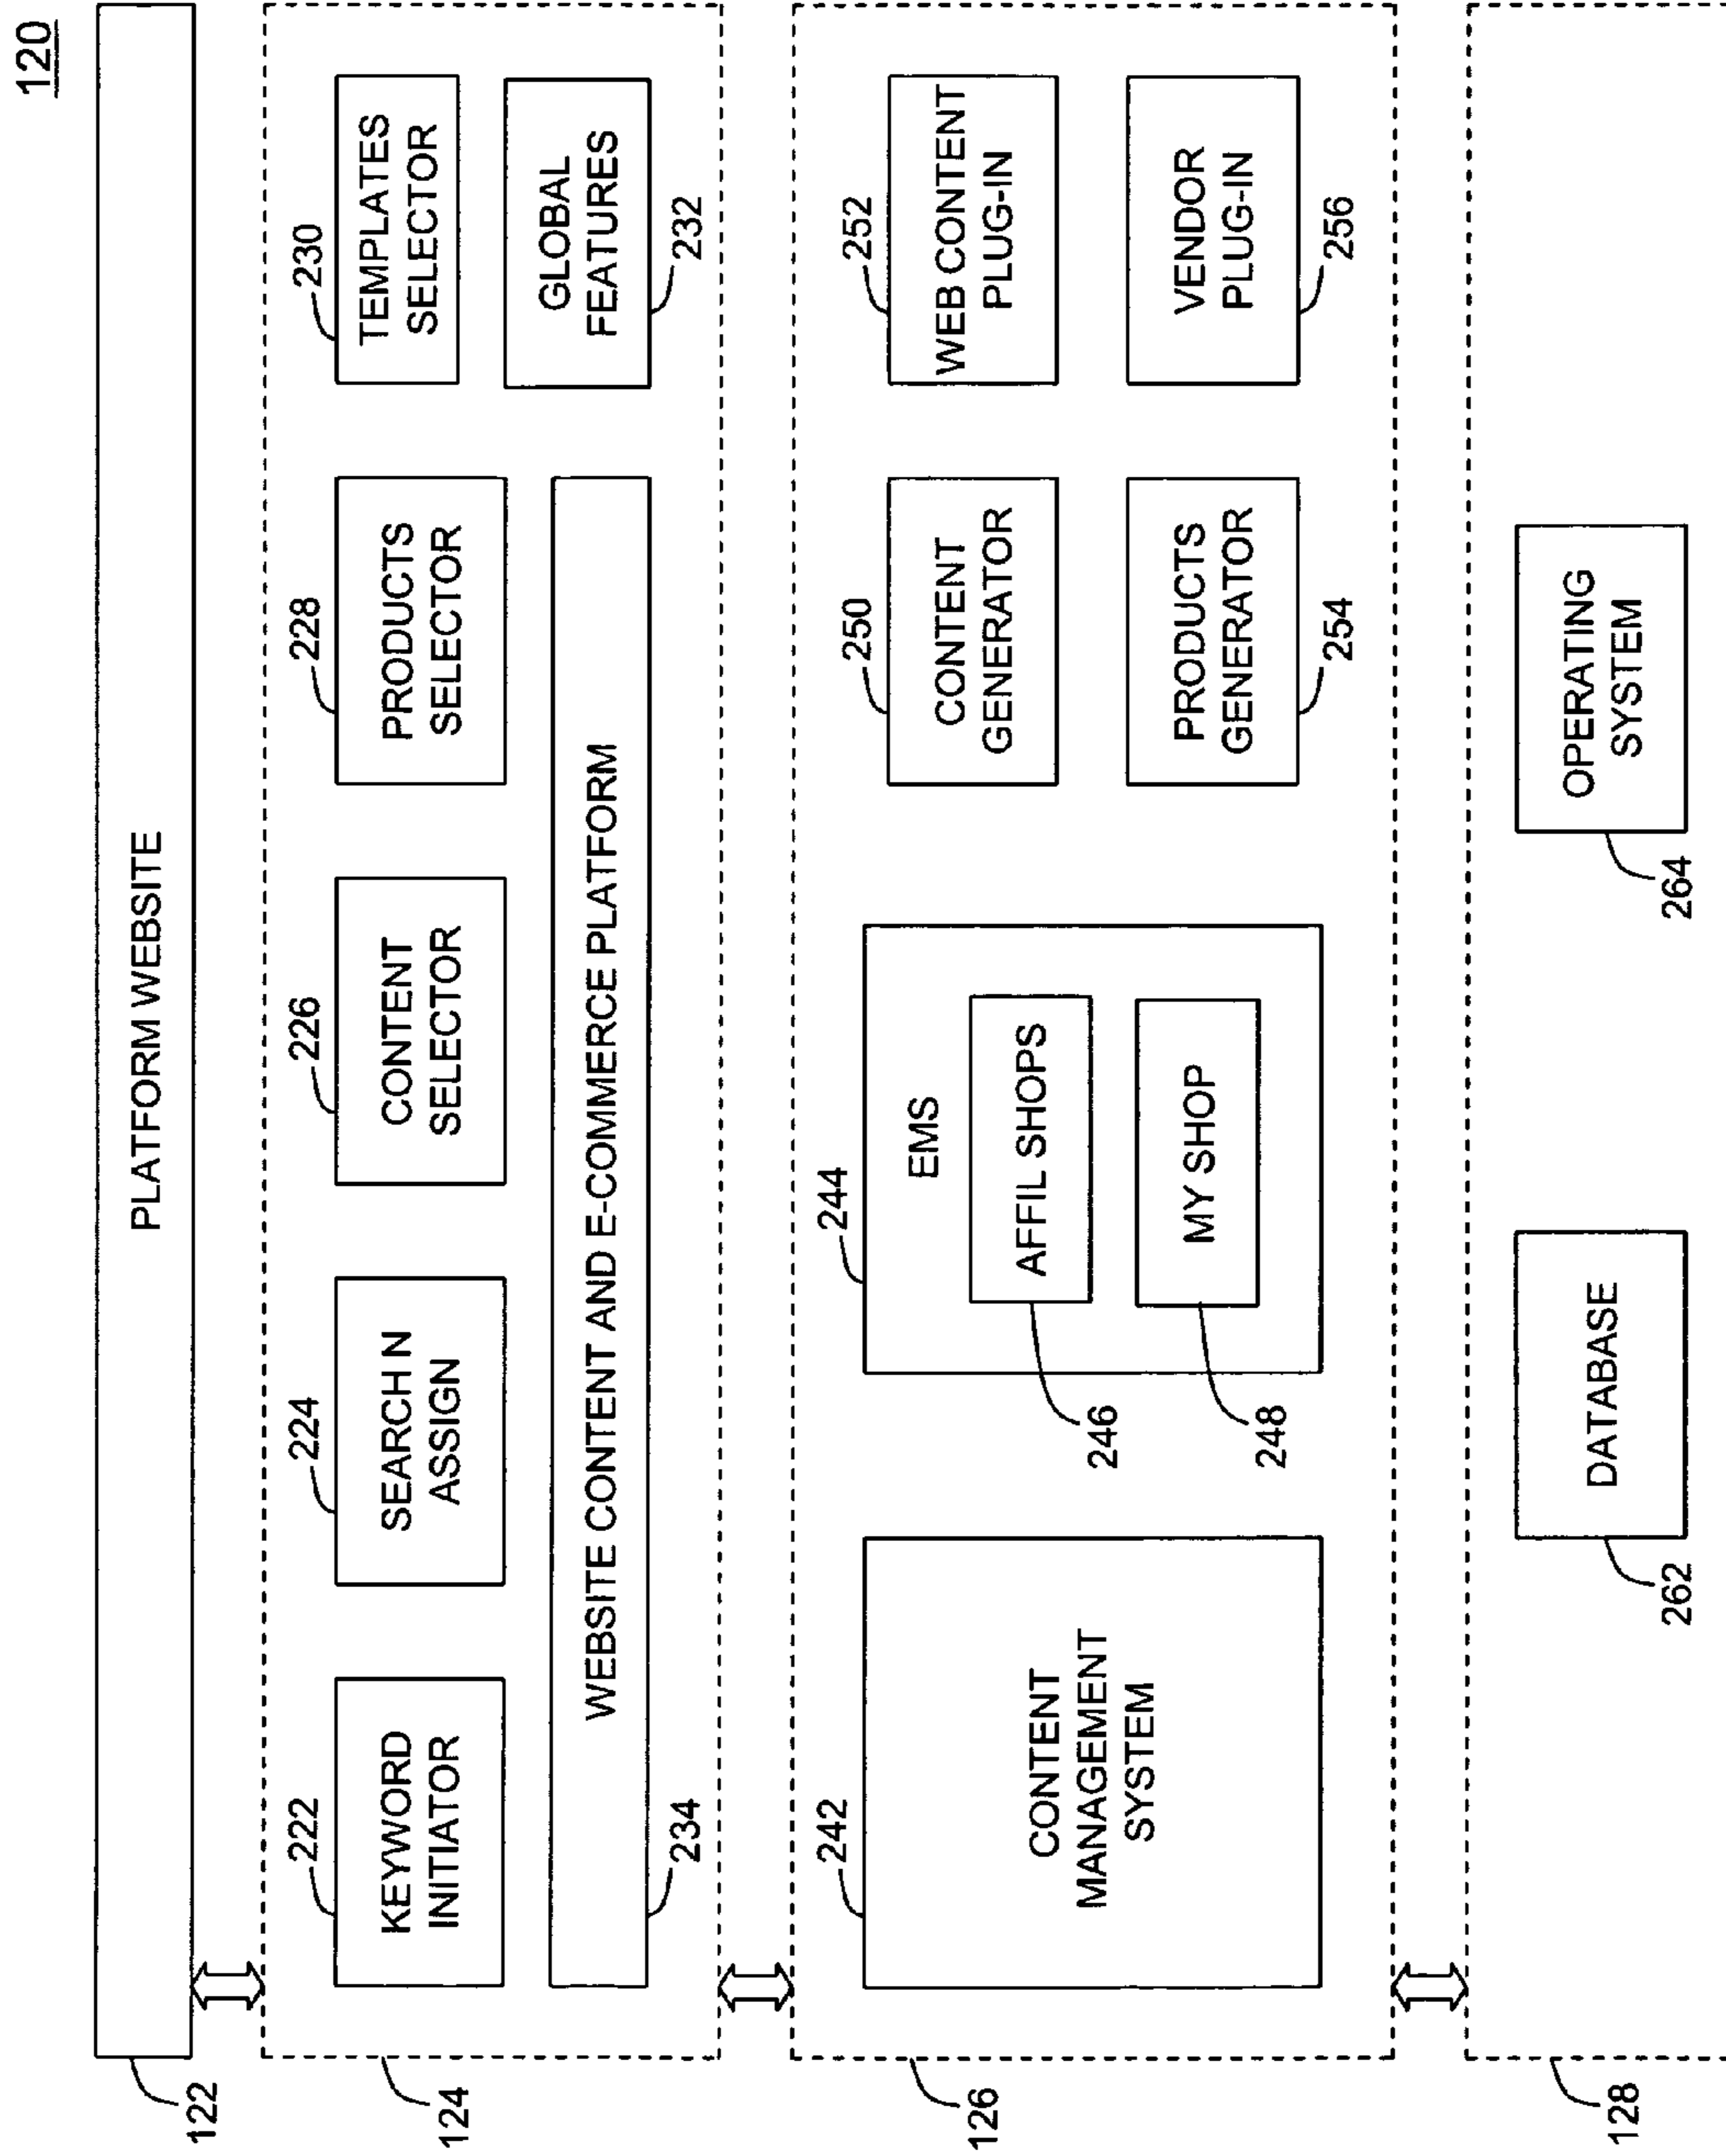 120
PLATFORM WEBSITE
122
222
KEYWORD
INITIATOR
224
SEARCH N
ASSIGN
226
CONTENT
SELECTOR
228
PRODUCTS
SELECTOR
230
TEMPLATES
SELECTOR
GLOBAL
FEATURES
232
WEBSITE CONTENT AND E-COMMERCE PLATFORM
234
124
242
CONTENT
MANAGEMENT
SYSTEM
244
EMS
AFFIL SHOPS
246
MY SHOP
248
250
CONTENT
GENERATOR
252
WEB CONTENT
PLUG-IN
PRODUCTS
GENERATOR
254
VENDOR
PLUG-IN
256
126
DATABASE
262
OPERATING
SYSTEM
264
128